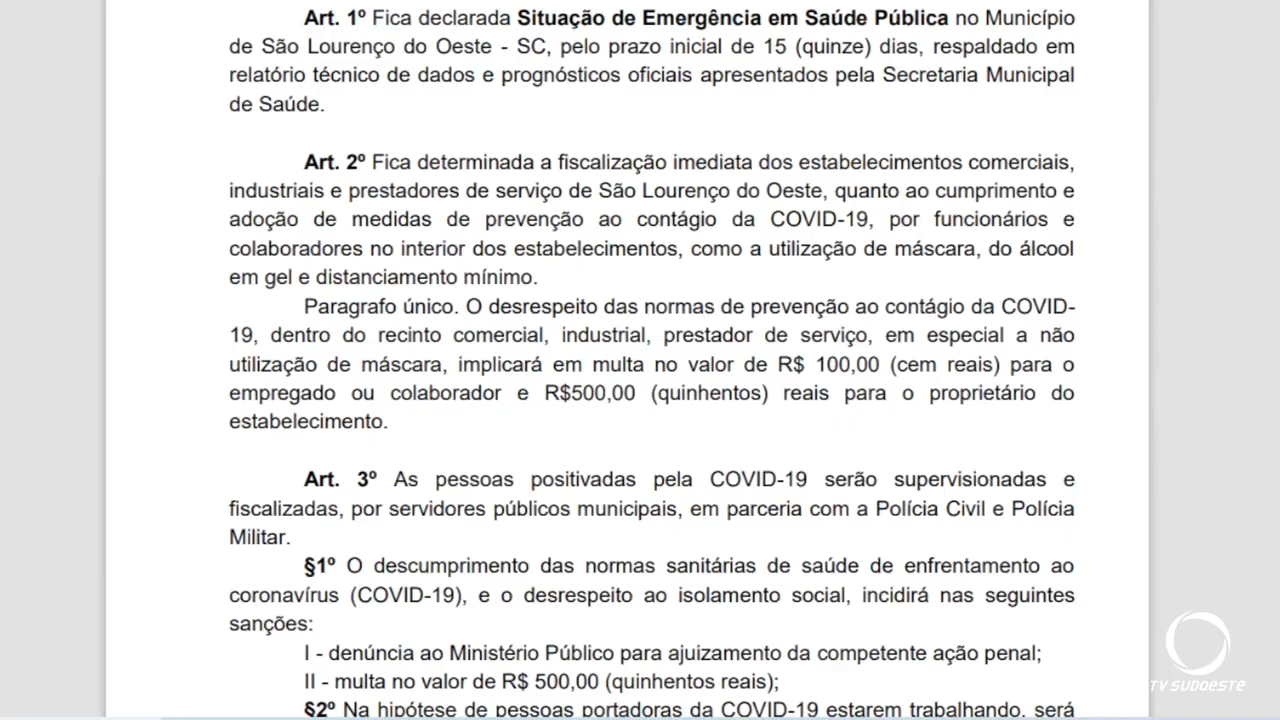 Art. 1º Fica declarada Situação de Emergência em Saúde Pública no Município
de São Lourenço do Oeste - SC, pelo prazo inicial de 15 (quinze) dias, respaldado em
relatório técnico de dados e prognósticos oficiais apresentados pela Secretaria Municipal
de Saúde.
Art. 2º Fica determinada a fiscalização imediata dos estabelecimentos comerciais,
industriais e prestadores de serviço de São Lourenço do Oeste, quanto ao cumprimento e
adoção de medidas de prevenção ao contágio da COVID-19, por funcionários e
colaboradores no interior dos estabelecimentos, como a utilização de máscara, do álcool
em gel e distanciamento mínimo.
Paragrafo único. O desrespeito das normas de prevenção ao contágio da COVID-
19, dentro do recinto comercial, industrial, prestador de serviço, em especial a não
utilização de máscara, implicará em multa no valor de R$ 100,00 (cem reais) para o
empregado ou colaborador e R$500,00 (quinhentos) reais para o proprietário do
estabelecimento.
Art. 3º As pessoas positivadas pela COVID-19 serão supervisionadas e
fiscalizadas, por servidores públicos municipais, em parceria com a Polícia Civil e Polícia
Militar.
§1º O descumprimento das normas sanitárias de saúde de enfrentamento ao
coronavírus (COVID-19), e o desrespeito ao isolamento social, incidirá nas seguintes
sanções:
I - denúncia ao Ministério Público para ajuizamento da competente ação penal;
II - multa no valor de R$ 500,00 (quinhentos reais);
§2º Na hipótese de pessoas portadoras da COVID-19 estarem trabalhando, será
TV SUDOESTE